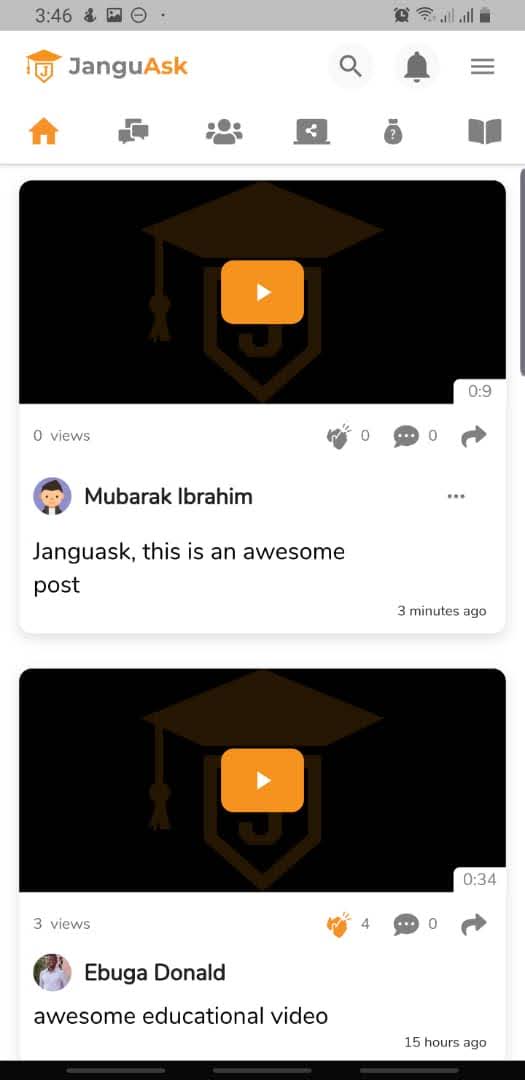 3:46
JanguAsk
0:9
0 views
0
0
Mubarak Ibrahim
Janguask, this is an awesome
post
3 minutes ago
0:34
3 views
4
0
Ebuga Donald
awesome educational video
15 hours ago